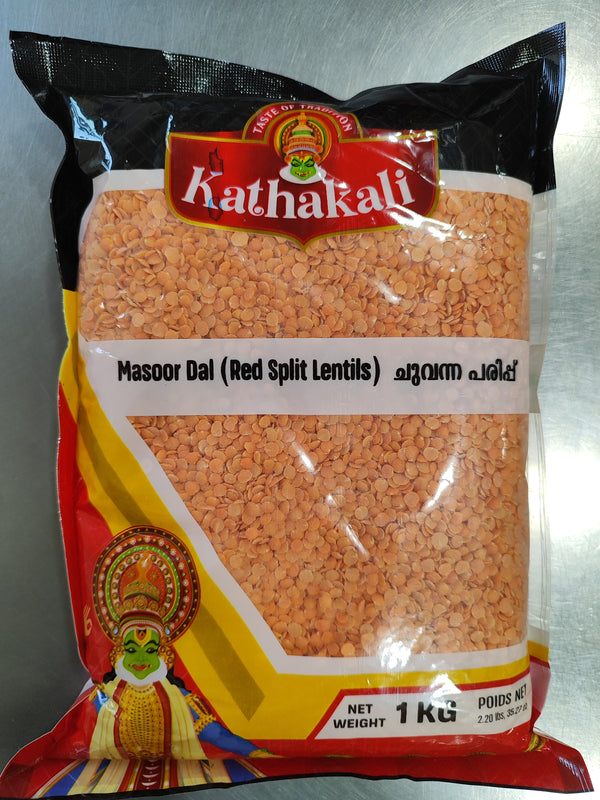 TASTE OF TRADITION
Kathakali
Masoor Dal (Red Split Lentils) ചുവന്ന പരിപ്പ്
NET WEIGHT 1 KG POIDS NET
2.20 lbs, 35.27 oz.